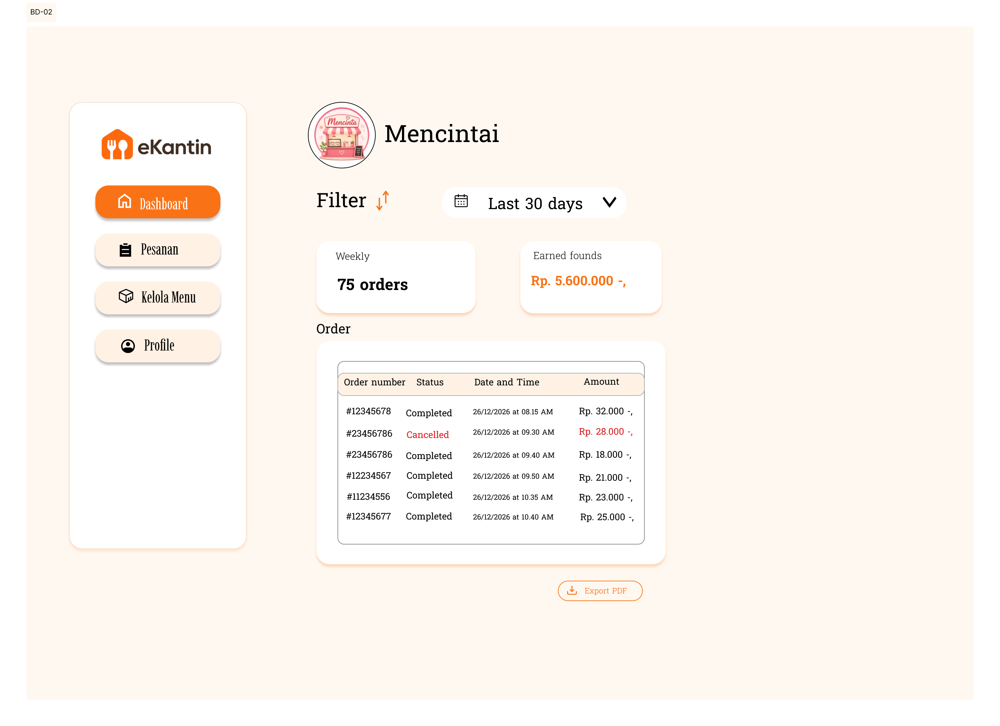 BD-02
eKantin
Dashboard
Pesanan
Kelola Menu
Profile
Mencinta
Mencintai
Filter
Last 30 days
Weekly
75 orders
Earned founds
Rp. 5.600.000 -,
Order
Order number Status Date and Time Amount
#12345678 Completed 26/12/2026 at 08.15 AM Rp. 32.000 -,
#23456786 Cancelled 26/12/2026 at 09.30 AM Rp. 28.000 -,
#23456786 Completed 26/12/2026 at 09.40 AM Rp. 18.000 -,
#12234567 Completed 26/12/2026 at 09.50 AM Rp. 21.000 -,
#11234556 Completed 26/12/2026 at 10.35 AM Rp. 23.000 -,
#12345677 Completed 26/12/2026 at 10.40 AM Rp. 25.000 -,
Export PDF